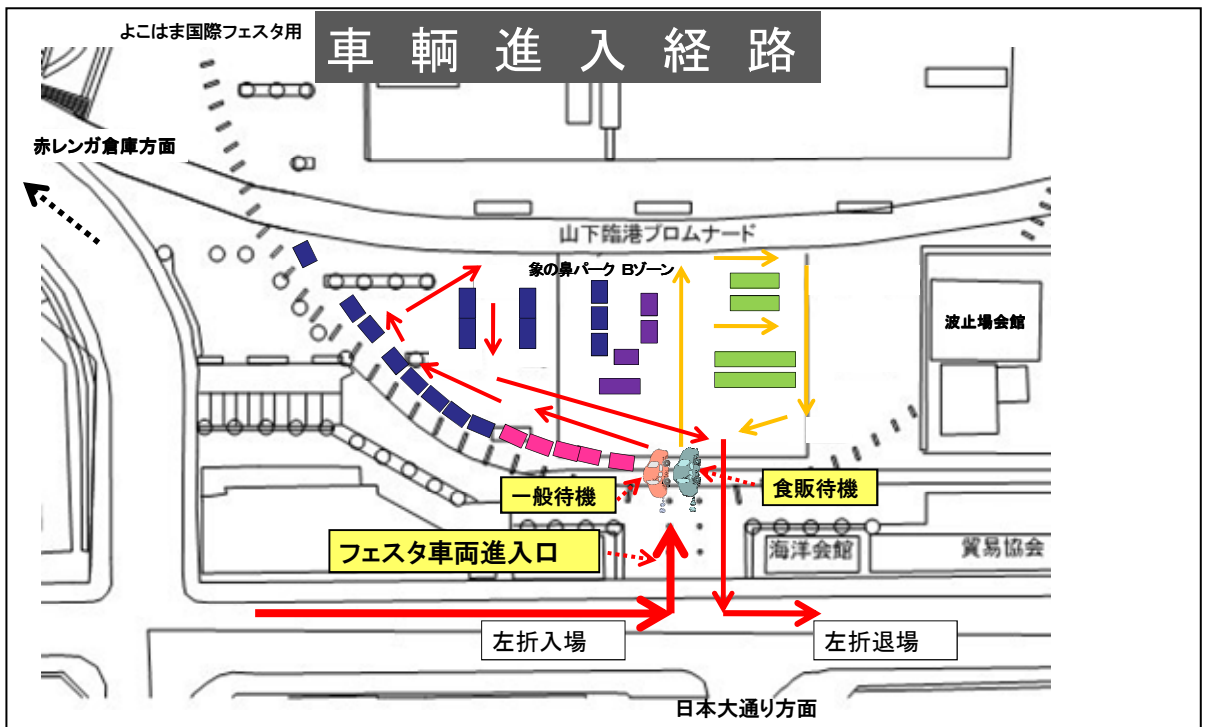 よこはま国際フェスタ用
車輌進入経路
赤レンガ倉庫方面
山下臨港プロムナード
象の鼻パーク Bゾーン
波止場会館
一般待機
食販待機
フェスタ車両進入口
海洋会館
貿易協会
左折入場
左折退場
日本大通り方面